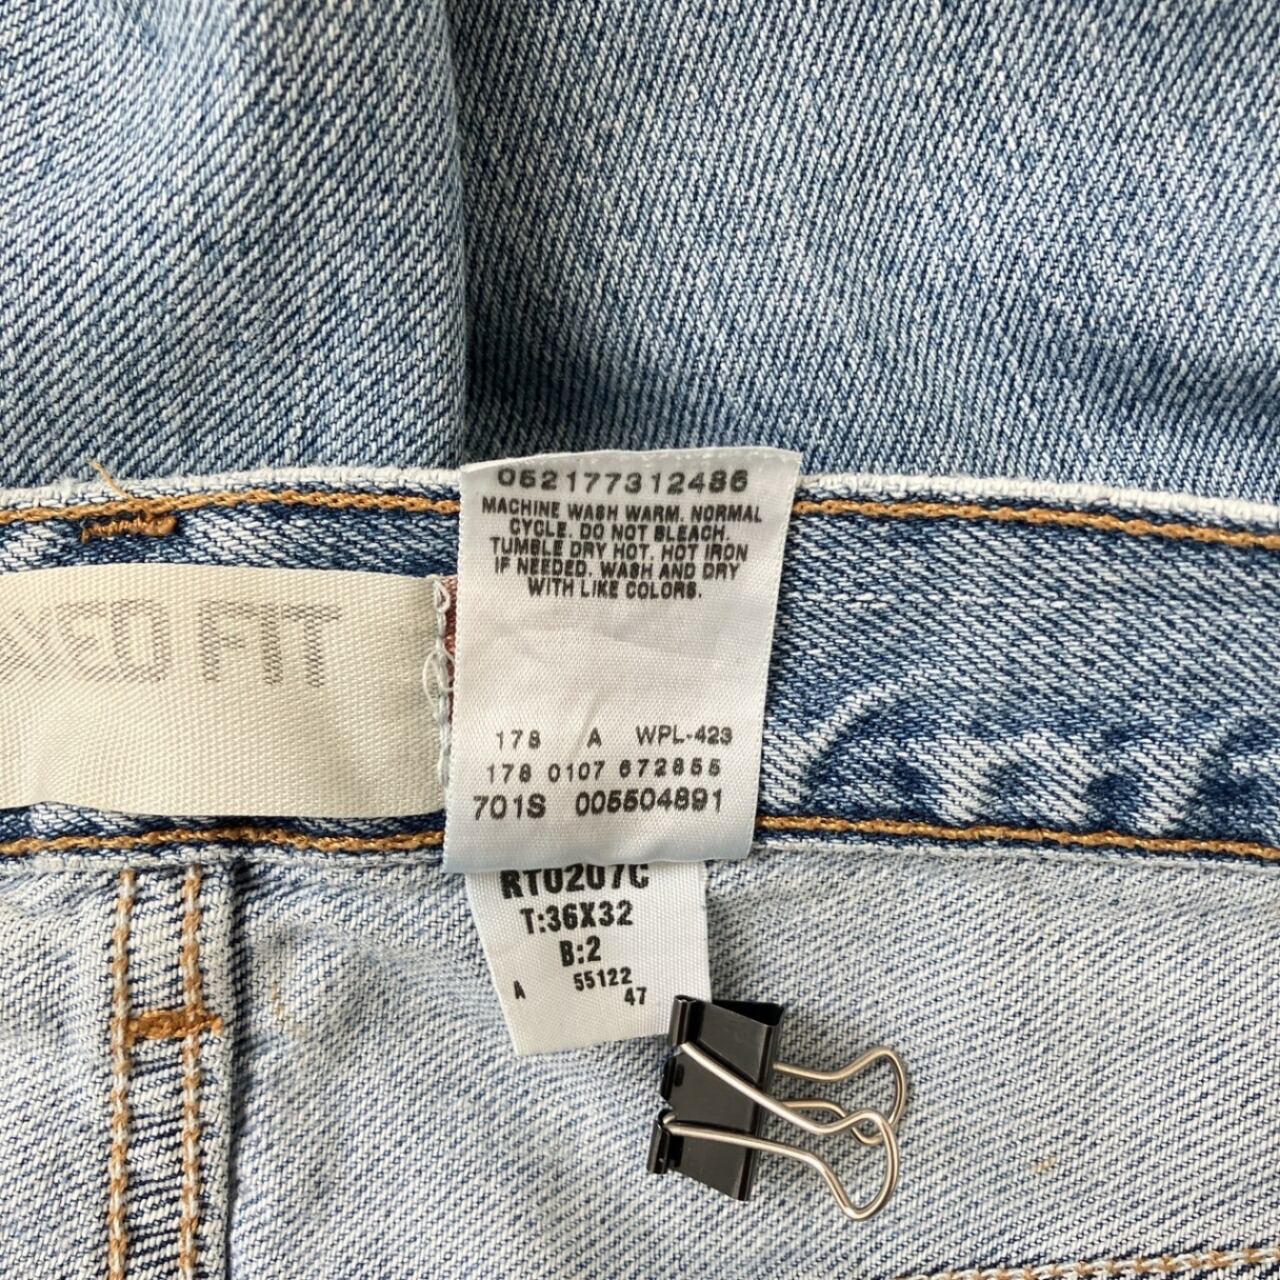 052177312486
MACHINE WASH WARM. NORMAL
CYCLE. DO NOT BLEACH.
TUMBLE DRY HOT. HOT IRON
IF NEEDED. WASH AND DRY
WITH LIKE COLORS.
FIT
178 A WPL-423
178 0107 672855
701S 005504891
RT0207C
T:36X32
B:2
A 55122
47